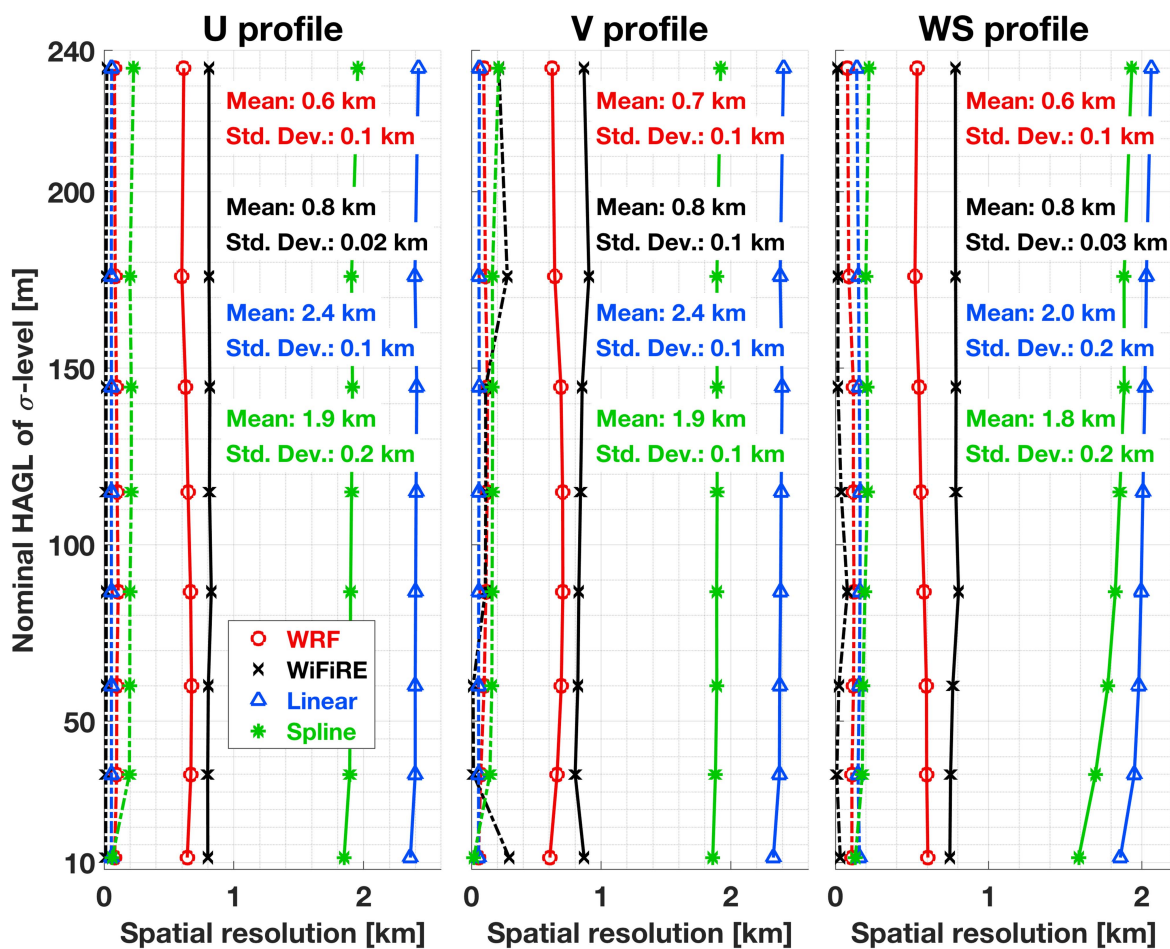 U profile
V profile
WS profile
240
200
150
100
50
10
Nominal HAGL of σ-level [m]
Mean: 0.6 km
Std. Dev.: 0.1 km
Mean: 0.8 km
Std. Dev.: 0.02 km
Mean: 2.4 km
Std. Dev.: 0.1 km
Mean: 1.9 km
Std. Dev.: 0.2 km
WRF
WiFiRE
Linear
Spline
0
1
2
Spatial resolution [km]
Mean: 0.7 km
Std. Dev.: 0.1 km
Mean: 0.8 km
Std. Dev.: 0.1 km
Mean: 2.4 km
Std. Dev.: 0.1 km
Mean: 1.9 km
Std. Dev.: 0.1 km
0
1
2
Spatial resolution [km]
Mean: 0.6 km
Std. Dev.: 0.1 km
Mean: 0.8 km
Std. Dev.: 0.03 km
Mean: 2.0 km
Std. Dev.: 0.2 km
Mean: 1.8 km
Std. Dev.: 0.2 km
0
1
2
Spatial resolution [km]